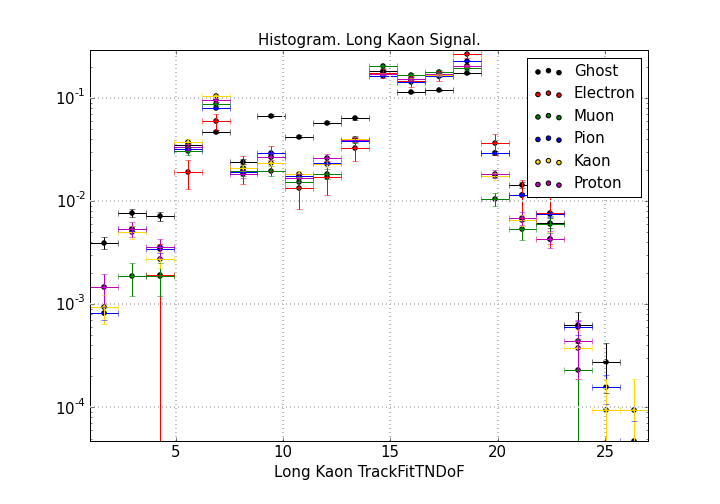 Histogram. Long Kaon Signal.
Ghost
Electron
Muon
Pion
Kaon
Proton
10^-1
10^-2
10^-3
10^-4
5 10 15 20 25
Long Kaon TrackFitTNDoF